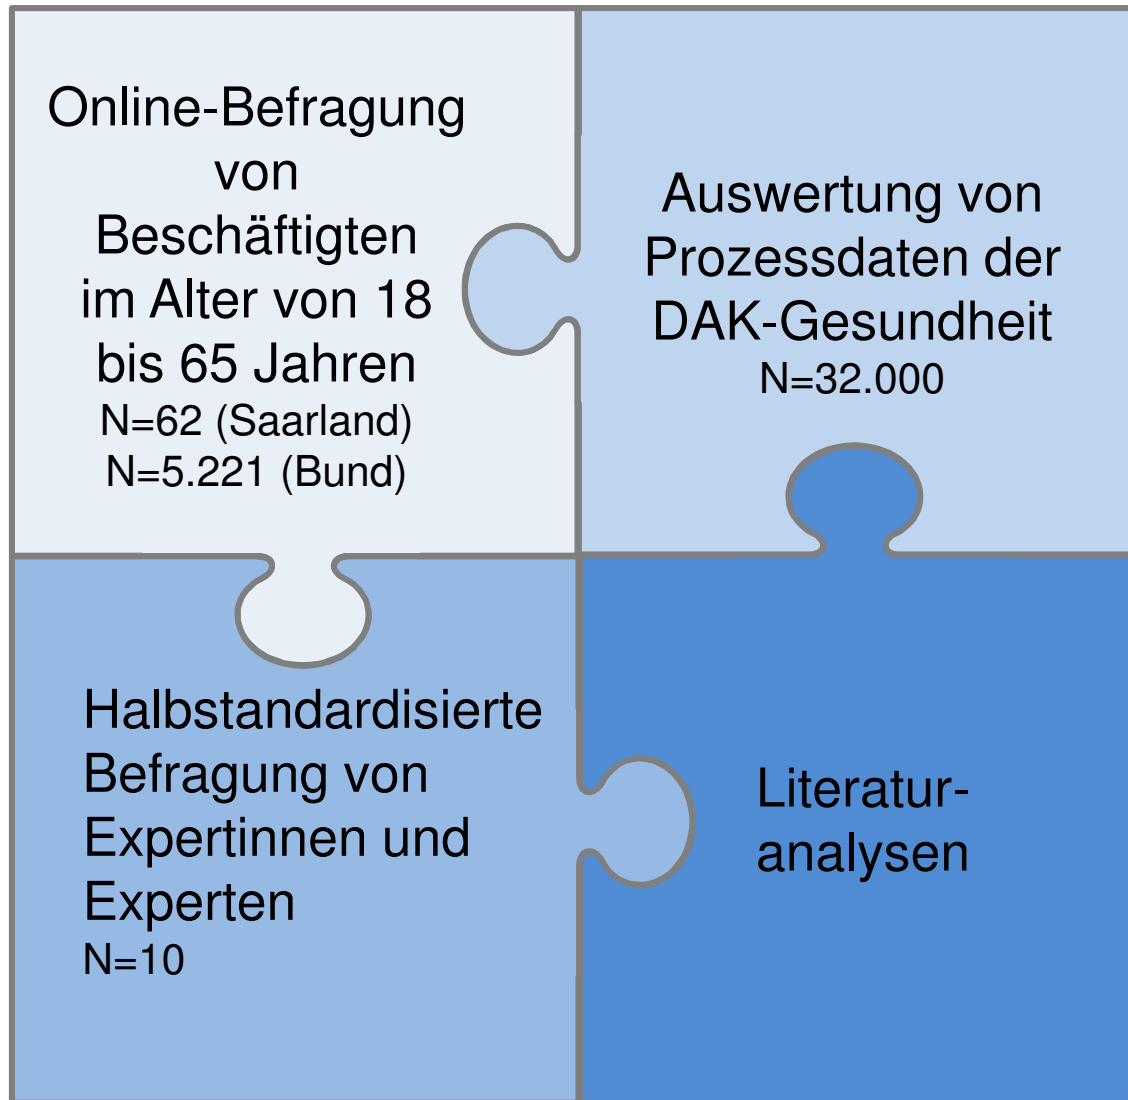 Online-Befragung
von
Beschäftigten
im Alter von 18
bis 65 Jahren
N=62 (Saarland)
N=5.221 (Bund)
Auswertung von
Prozessdaten der
DAK-Gesundheit
N=32.000
Halbstandardisierte
Befragung von
Expertinnen und
Experten
N=10
Literatur-
analysen